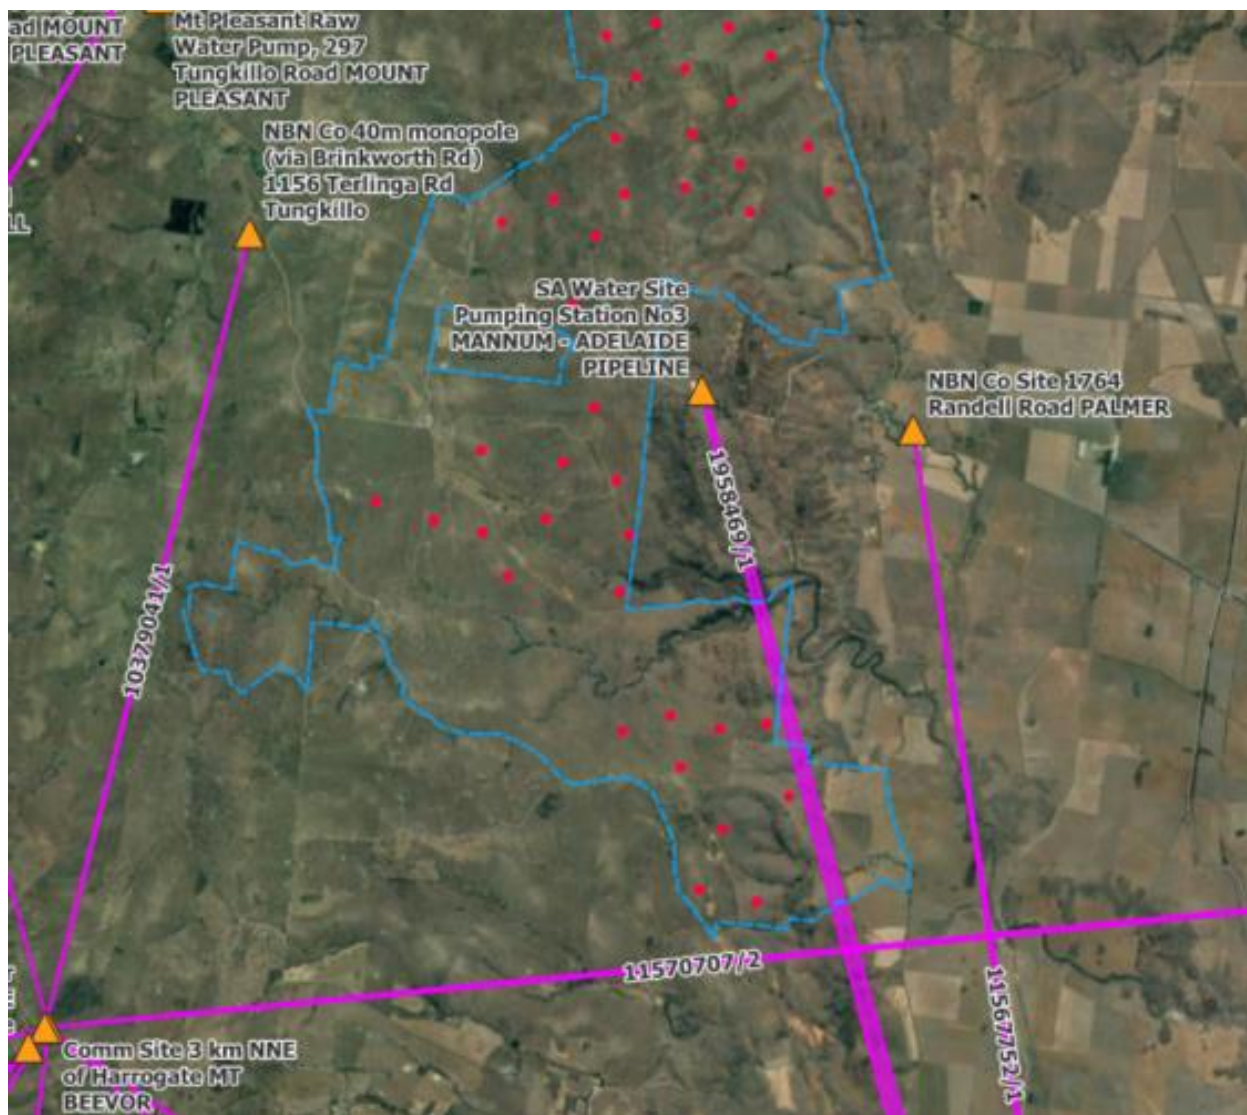 ad MOUNT
PLEASANT
Mt Pleasant Raw
Water Pump, 297
Tungkillo Road MOUNT
PLEASANT
NBN Co 40m monopole
(via Brinkworth Rd)
1156 Terlinga Rd
Tungkillo
LL
SA Water Site
Pumping Station No3
MANNUM - ADELAIDE
PIPELINE
NBN Co Site 1764
Randell Road PALMER
1958469/1
10379041/1
11570707/2
11567752/1
Comm Site 3 km NNE
of Harrogate MT
BEEVOR